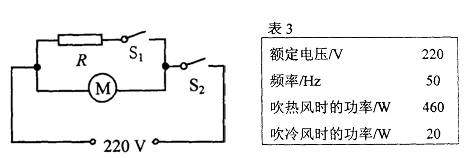 R
S₁
M
S₂
220 V
表 3
额定电压/V 220
频率/Hz 50
吹热风时的功率/W 460
吹冷风时的功率/W 20